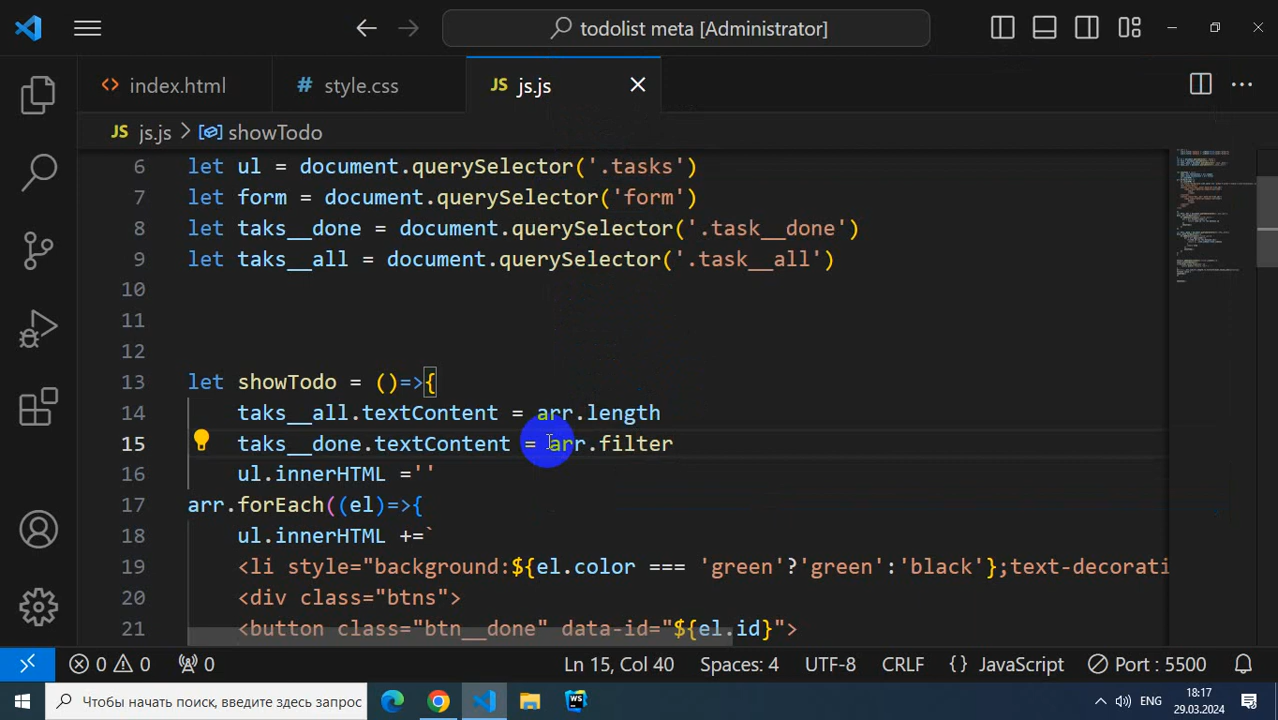 todolist meta [Administrator]
index.html
# style.css
JS js.js
JS js.js > showTodo
6 let ul = document.querySelector('.tasks')
7 let form = document.querySelector('form')
8 let taks__done = document.querySelector('.task__done')
9 let taks__all = document.querySelector('.task__all')
10
11
12
13 let showTodo = ()=>{
14 taks__all.textContent = arr.length
15 taks__done.textContent = arr.filter
16 ul.innerHTML =''
17 arr.forEach((el)=>{
18 ul.innerHTML +=`
19 <li style="background:${el.color === 'green'?'green':'black'};text-decorati
20 <div class="btns">
21 <button class="btn__done" data-id="${el.id}">
0 0 0 Ln 15, Col 40 Spaces: 4 UTF-8 CRLF {} JavaScript Port : 5500
Чтобы начать поиск, введите здесь запрос WS ENG 18:17
29.03.2024